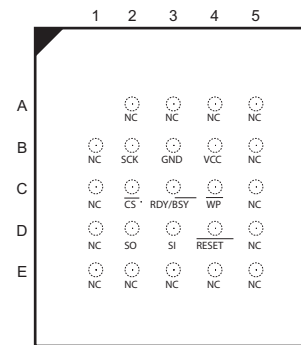 1 2 3 4 5
A
NC NC NC NC
B
NC SCK GND VCC NC
C
NC CS RDY/BSY WP NC
D
NC SO SI RESET NC
E
NC NC NC NC NC